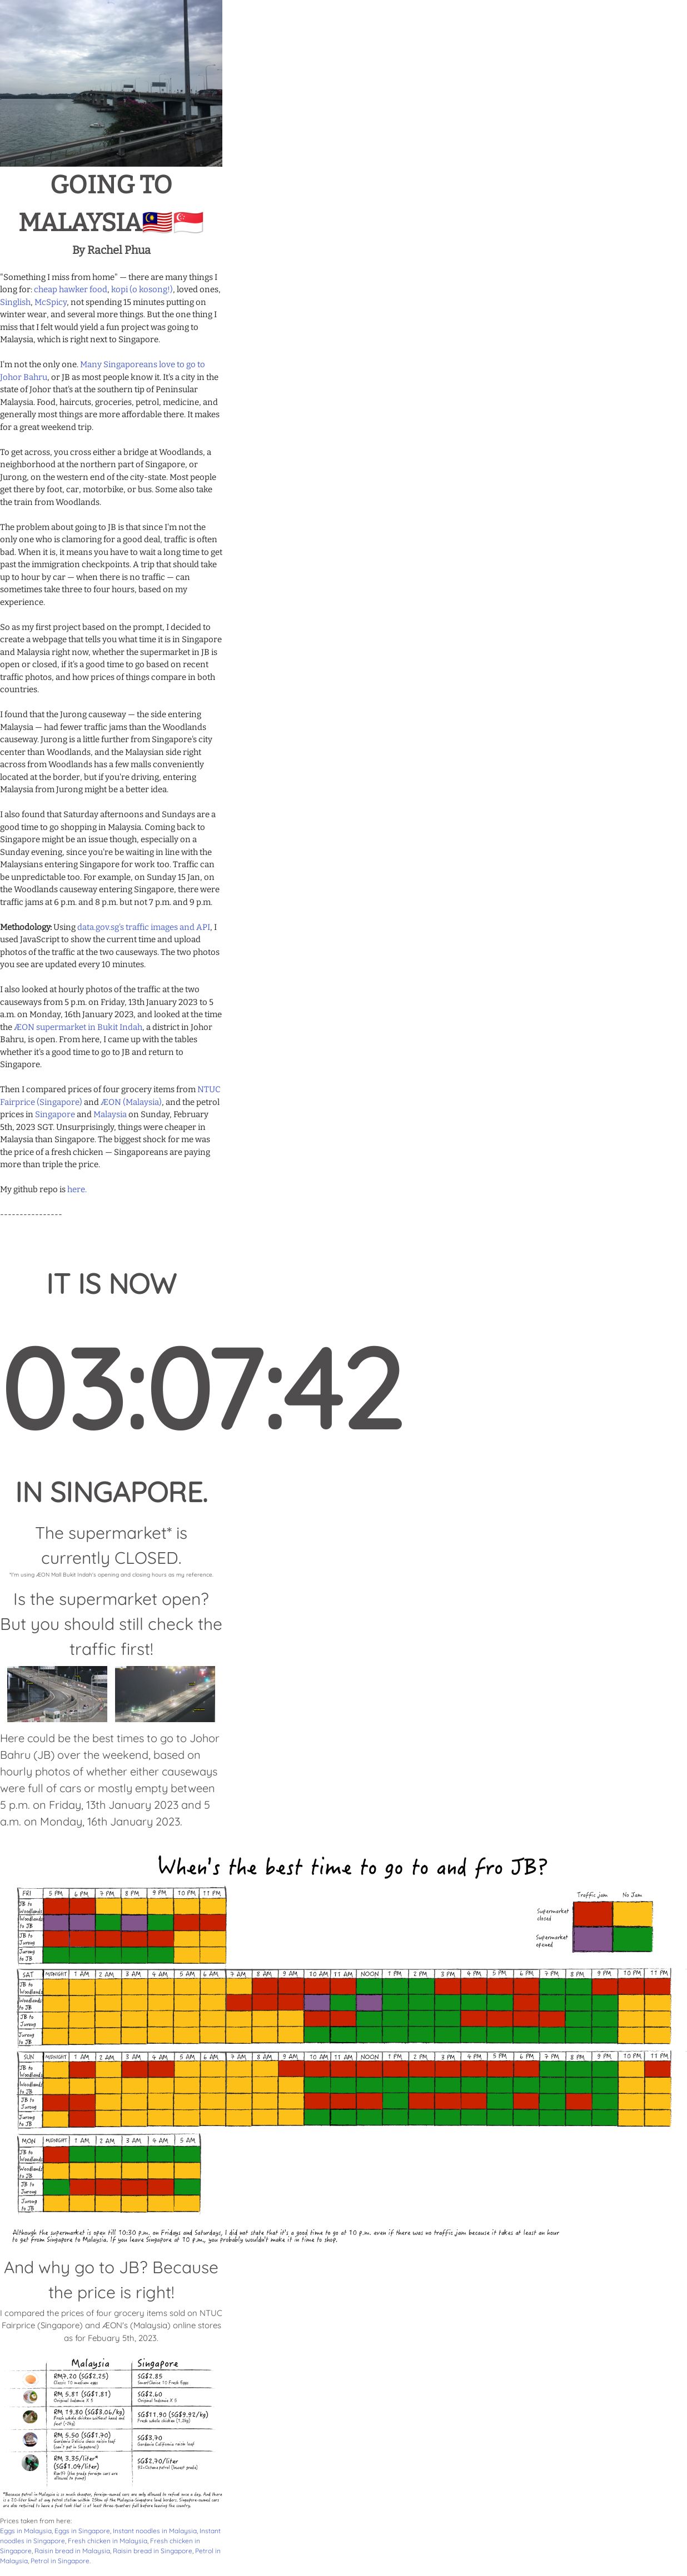 GOING TO
MALAYSIA🇲🇾🇸🇬
By Rachel Phua
"Something I miss from home" — there are many things I
long for: cheap hawker food, kopi (o kosong!), loved ones,
Singlish, McSpicy, not spending 15 minutes putting on
winter wear, and several more things. But the one thing I
miss that I felt would yield a fun project was going to
Malaysia, which is right next to Singapore.
I'm not the only one. Many Singaporeans love to go to
Johor Bahru, or JB as most people know it. It's a city in the
state of Johor that's at the southern tip of Peninsular
Malaysia. Food, haircuts, groceries, petrol, medicine, and
generally most things are more affordable there. It makes
for a great weekend trip.
To get across, you cross either a bridge at Woodlands, a
neighborhood at the northern part of Singapore, or
Jurong, on the western end of the city-state. Most people
get there by foot, car, motorbike, or bus. Some also take
the train from Woodlands.
The problem about going to JB is that since I'm not the
only one who is clamoring for a good deal, traffic is often
bad. When it is, it means you have to wait a long time to get
past the immigration checkpoints. A trip that should take
up to hour by car — when there is no traffic — can
sometimes take three to four hours, based on my
experience.
So as my first project based on the prompt, I decided to
create a webpage that tells you what time it is in Singapore
and Malaysia right now, whether the supermarket in JB is
open or closed, if it's a good time to go based on recent
traffic photos, and how prices of things compare in both
countries.
I found that the Jurong causeway — the side entering
Malaysia — had fewer traffic jams than the Woodlands
causeway. Jurong is a little further from Singapore's city
center than Woodlands, and the Malaysian side right
across from Woodlands has a few malls conveniently
located at the border, but if you're driving, entering
Malaysia from Jurong might be a better idea.
I also found that Saturday afternoons and Sundays are a
good time to go shopping in Malaysia. Coming back to
Singapore might be an issue though, especially on a
Sunday evening, since you're be waiting in line with the
Malaysians entering Singapore for work too. Traffic can
be unpredictable too. For example, on Sunday 15 Jan, on
the Woodlands causeway entering Singapore, there were
traffic jams at 6 p.m. and 8 p.m. but not 7 p.m. and 9 p.m.
Methodology: Using data.gov.sg's traffic images and API, I
used JavaScript to show the current time and upload
photos of the traffic at the two causeways. The two photos
you see are updated every 10 minutes.
I also looked at hourly photos of the traffic at the two
causeways from 5 p.m. on Friday, 13th January 2023 to 5
a.m. on Monday, 16th January 2023, and looked at the time
the ÆON supermarket in Bukit Indah, a district in Johor
Bahru, is open. From here, I came up with the tables
whether it's a good time to go to JB and return to
Singapore.
Then I compared prices of four grocery items from NTUC
Fairprice (Singapore) and ÆON (Malaysia), and the petrol
prices in Singapore and Malaysia on Sunday, February
5th, 2023 SGT. Unsurprisingly, things were cheaper in
Malaysia than Singapore. The biggest shock for me was
the price of a fresh chicken — Singaporeans are paying
more than triple the price.
My github repo is here.
----------------
IT IS NOW
03:07:42
IN SINGAPORE.
The supermarket* is
currently CLOSED.
*I'm using ÆON Mall Bukit Indah's opening and closing hours as my reference.
Is the supermarket open?
But you should still check the
traffic first!
Here could be the best times to go to Johor
Bahru (JB) over the weekend, based on
hourly photos of whether either causeways
were full of cars or mostly empty between
5 p.m. on Friday, 13th January 2023 and 5
a.m. on Monday, 16th January 2023.
When's the best time to go to and fro JB?
Traffic jam No Jam
Supermarket closed
Supermarket opened
FRI 5 PM 6 PM 7 PM 8 PM 9 PM 10 PM 11 PM
JB to Woodlands
Woodlands to JB
JB to Jurong
Jurong to JB
SAT MIDNIGHT 1 AM 2 AM 3 AM 4 AM 5 AM 6 AM 7 AM 8 AM 9 AM 10 AM 11 AM NOON 1 PM 2 PM 3 PM 4 PM 5 PM 6 PM 7 PM 8 PM 9 PM 10 PM 11 PM
JB to Woodlands
Woodlands to JB
JB to Jurong
Jurong to JB
SUN MIDNIGHT 1 AM 2 AM 3 AM 4 AM 5 AM 6 AM 7 AM 8 AM 9 AM 10 AM 11 AM NOON 1 PM 2 PM 3 PM 4 PM 5 PM 6 PM 7 PM 8 PM 9 PM 10 PM 11 PM
JB to Woodlands
Woodlands to JB
JB to Jurong
Jurong to JB
MON MIDNIGHT 1 AM 2 AM 3 AM 4 AM 5 AM
JB to Woodlands
Woodlands to JB
JB to Jurong
Jurong to JB
Although the supermarket is open till 10:30 p.m. on Fridays and Saturdays, I did not state that it's a good time to go at 10 p.m. even if there was no traffic jam because it takes at least an hour
to get from Singapore to Malaysia. If you leave Singapore at 10 p.m., you probably wouldn't make it in time to shop.
And why go to JB? Because
the price is right!
I compared the prices of four grocery items sold on NTUC
Fairprice (Singapore) and ÆON's (Malaysia) online stores
as for Febuary 5th, 2023.
Malaysia Singapore
RM7.20 (SG$2.25) SG$2.85
Classic 10 medium eggs SmartChoice 10 Fresh Eggs
RM 5.81 (SG$1.81) SG$2.60
Original Indomie X 5 Original Indomie X 5
RM 19.80 (SG$3.06/kg) SG$11.90 (SG$9.92/kg)
Fresh whole chicken without head and
feet (~2kg)
Fresh whole chicken (1.2kg)
RM 5.50 (SG$1.70) SG$3.70
Gardenia Delicia classic raisin loaf
(can't get in Singapore!)
Gardenia California raisin loaf
RM 3.35/liter*
(SG$1.04/liter)
SG$2.70/liter
Ron97 (the grade foreign cars are
allowed to pump)
92-Octane petrol (lowest grade)
*Because petrol in Malaysia is so much cheaper, foreign-owned cars are only allowed to refuel once a day. And there
is a 20-liter limit at any petrol station within 25km of the Malaysia-Singapore land borders. Singapore-owned cars
are also required to have a fuel tank that is at least three-quarters full before leaving the country.
Prices taken from here:
Eggs in Malaysia, Eggs in Singapore, Instant noodles in Malaysia, Instant
noodles in Singapore, Fresh chicken in Malaysia, Fresh chicken in
Singapore, Raisin bread in Malaysia, Raisin bread in Singapore, Petrol in
Malaysia, Petrol in Singapore.